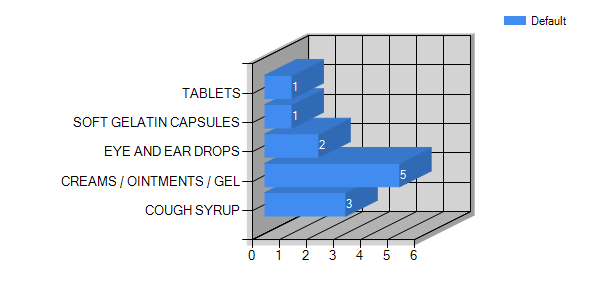 Default
TABLETS 1
SOFT GELATIN CAPSULES 1
EYE AND EAR DROPS 2
CREAMS / OINTMENTS / GEL 5
COUGH SYRUP 3
0 1 2 3 4 5 6